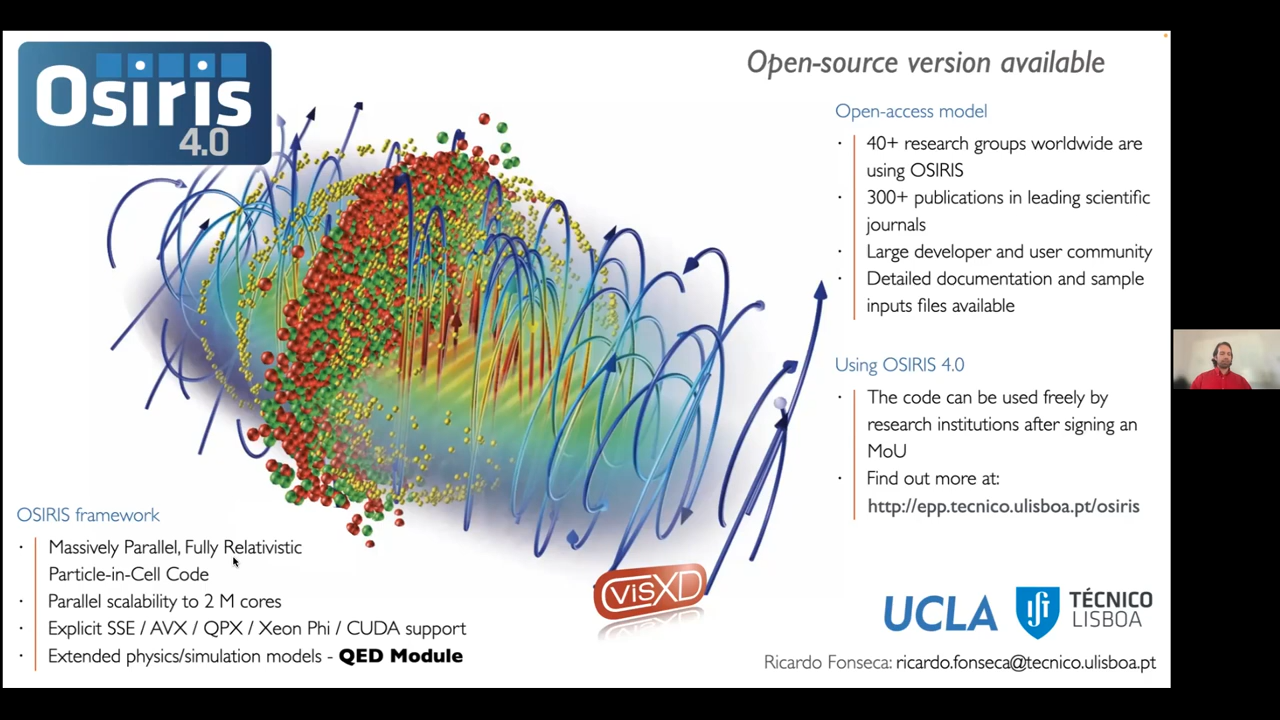 Osiris
4.0
Open-source version available
Open-access model
· 40+ research groups worldwide are
using OSIRIS
· 300+ publications in leading scientific
journals
· Large developer and user community
· Detailed documentation and sample
inputs files available
Using OSIRIS 4.0
· The code can be used freely by
research institutions after signing an
MoU
· Find out more at:
http://epp.tecnico.ulisboa.pt/osiris
OSIRIS framework
· Massively Parallel, Fully Relativistic
Particle-in-Cell Code
· Parallel scalability to 2 M cores
· Explicit SSE / AVX / QPX / Xeon Phi / CUDA support
· Extended physics/simulation models - QED Module
visXD
UCLA
TÉCNICO
LISBOA
Ricardo Fonseca: ricardo.fonseca@tecnico.ulisboa.pt